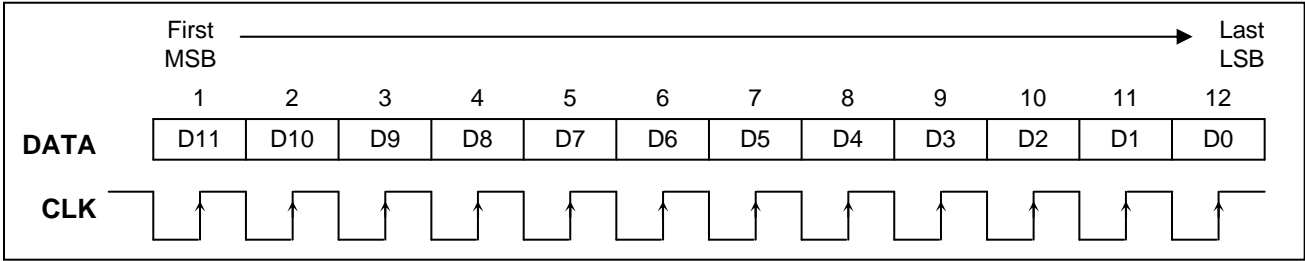 First Last
MSB LSB
1 2 3 4 5 6 7 8 9 10 11 12
DATA D11 D10 D9 D8 D7 D6 D5 D4 D3 D2 D1 D0
CLK